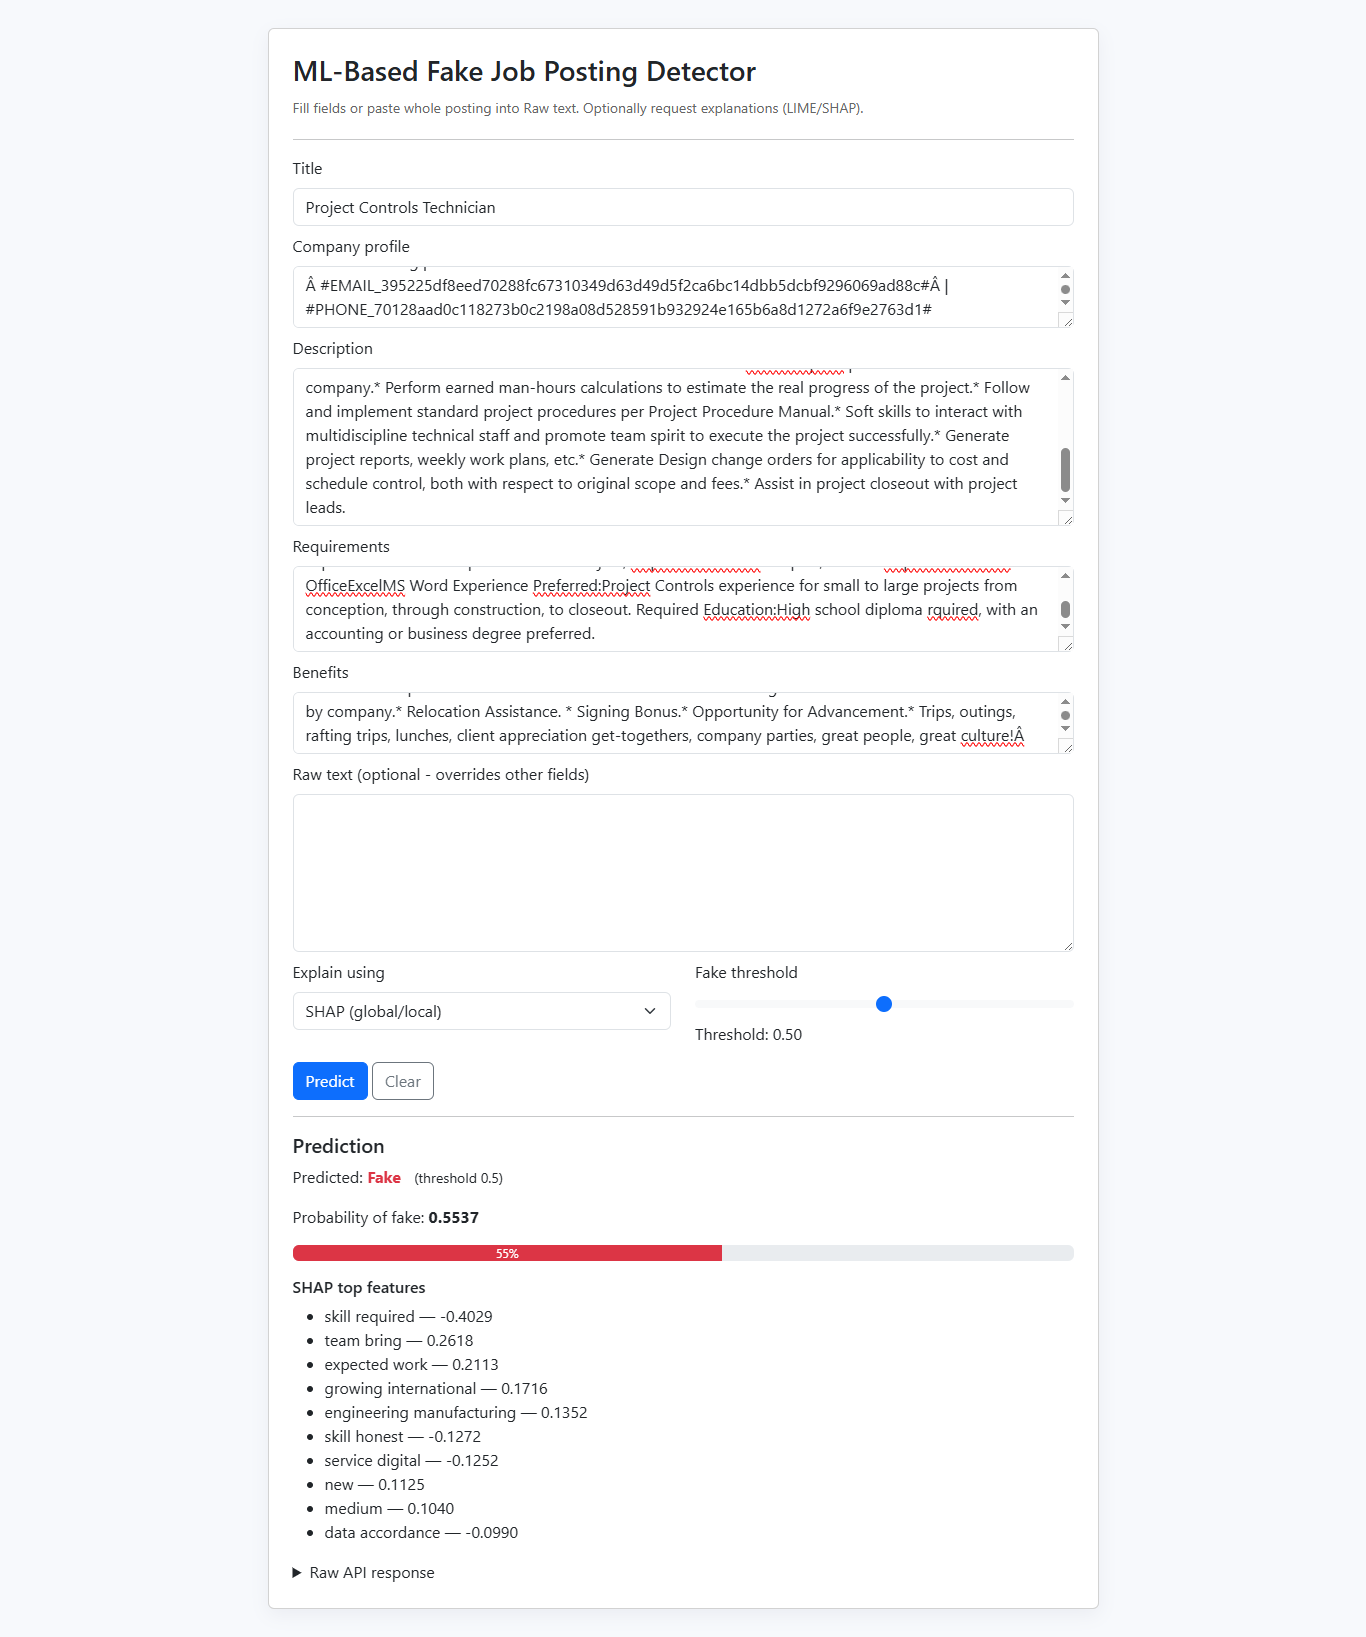 ML-Based Fake Job Posting Detector
Fill fields or paste whole posting into Raw text. Optionally request explanations (LIME/SHAP).
Title
Project Controls Technician
Company profile
Â #EMAIL_395225df8eed70288fc67310349d63d49d5f2ca6bc14dbb5dcbf9296069ad88c#Â |
#PHONE_70128aad0c118273b0c2198a08d528591b932924e165b6a8d1272a6f9e2763d1#
Description
company.* Perform earned man-hours calculations to estimate the real progress of the project.* Follow
and implement standard project procedures per Project Procedure Manual.* Soft skills to interact with
multidiscipline technical staff and promote team spirit to execute the project successfully.* Generate
project reports, weekly work plans, etc.* Generate Design change orders for applicability to cost and
schedule control, both with respect to original scope and fees.* Assist in project closeout with project
leads.
Requirements
OfficeExcelMS Word Experience Preferred:Project Controls experience for small to large projects from
conception, through construction, to closeout. Required Education:High school diploma rquired, with an
accounting or business degree preferred.
Benefits
by company.* Relocation Assistance. * Signing Bonus.* Opportunity for Advancement.* Trips, outings,
rafting trips, lunches, client appreciation get-togethers, company parties, great people, great culture!Â
Raw text (optional - overrides other fields)
Explain using
SHAP (global/local)
Fake threshold
Threshold: 0.50
Predict Clear
Prediction
Predicted: Fake (threshold 0.5)
Probability of fake: 0.5537
55%
SHAP top features
• skill required — -0.4029
• team bring — 0.2618
• expected work — 0.2113
• growing international — 0.1716
• engineering manufacturing — 0.1352
• skill honest — -0.1272
• service digital — -0.1252
• new — 0.1125
• medium — 0.1040
• data accordance — -0.0990
▶ Raw API response